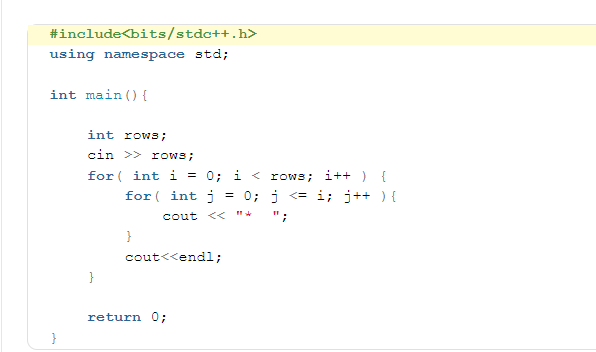 #include<bits/stdc++.h>
using namespace std;
int main(){
int rows;
cin >> rows;
for( int i = 0; i < rows; i++ ) {
for( int j = 0; j <= i; j++ ){
cout << "*  ";
}
cout<<endl;
}
return 0;
}